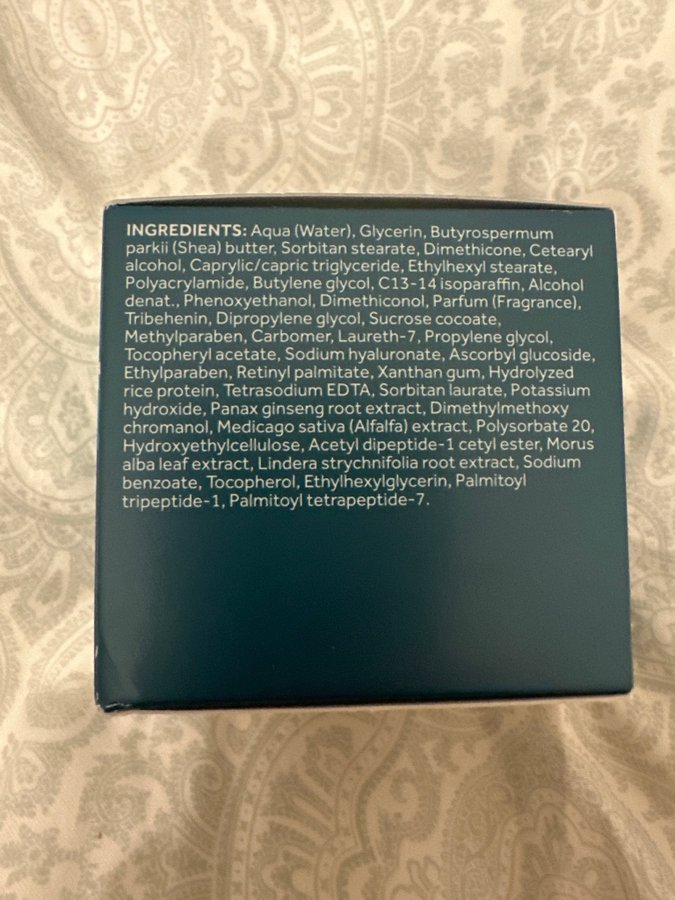 INGREDIENTS: Aqua (Water), Glycerin, Butyrospermum
parkii (Shea) butter, Sorbitan stearate, Dimethicone, Cetearyl
alcohol, Caprylic/capric triglyceride, Ethylhexyl stearate,
Polyacrylamide, Butylene glycol, C13-14 isoparaffin, Alcohol
denat., Phenoxyethanol, Dimethiconol, Parfum (Fragrance),
Tribehenin, Dipropylene glycol, Sucrose cocoate,
Methylparaben, Carbomer, Laureth-7, Propylene glycol,
Tocopheryl acetate, Sodium hyaluronate, Ascorbyl glucoside,
Ethylparaben, Retinyl palmitate, Xanthan gum, Hydrolyzed
rice protein, Tetrasodium EDTA, Sorbitan laurate, Potassium
hydroxide, Panax ginseng root extract, Dimethylmethoxy
chromanol, Medicago sativa (Alfalfa) extract, Polysorbate 20,
Hydroxyethylcellulose, Acetyl dipeptide-1 cetyl ester, Morus
alba leaf extract, Lindera strychnifolia root extract, Sodium
benzoate, Tocopherol, Ethylhexylglycerin, Palmitoyl
tripeptide-1, Palmitoyl tetrapeptide-7.